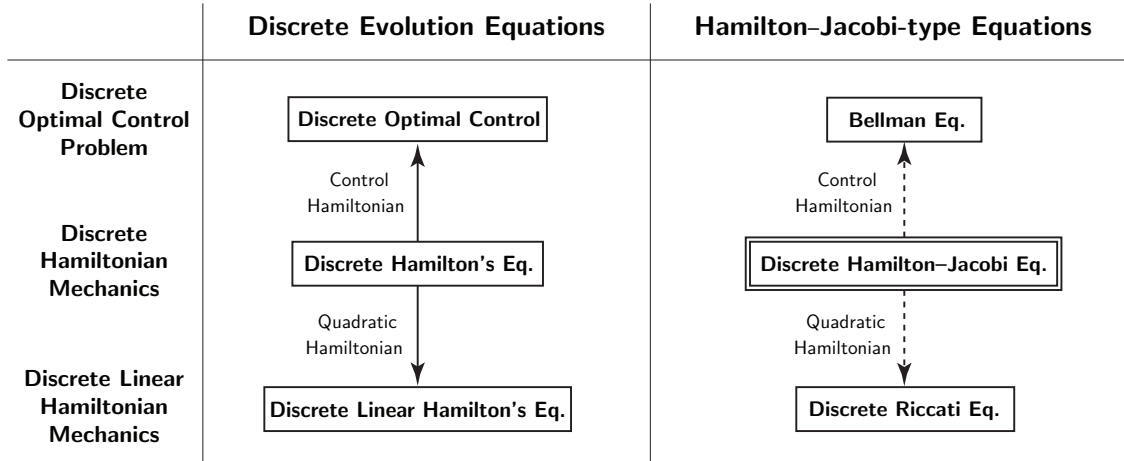 Discrete Evolution Equations
Hamilton–Jacobi-type Equations
Discrete
Optimal Control
Problem
Discrete Optimal Control
Bellman Eq.
Control
Hamiltonian
Control
Hamiltonian
Discrete
Hamiltonian
Mechanics
Discrete Hamilton's Eq.
Discrete Hamilton–Jacobi Eq.
Quadratic
Hamiltonian
Quadratic
Hamiltonian
Discrete Linear
Hamiltonian
Mechanics
Discrete Linear Hamilton's Eq.
Discrete Riccati Eq.